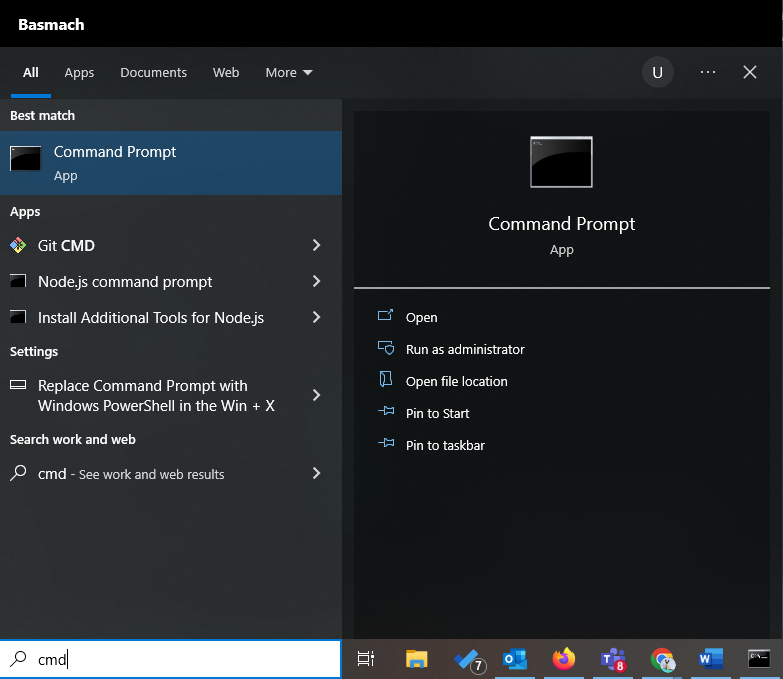 Basmach
All Apps Documents Web More
U
Best match
Command Prompt
App
Apps
Git CMD
Node.js command prompt
Install Additional Tools for Node.js
Settings
Replace Command Prompt with
Windows PowerShell in the Win + X
Search work and web
cmd - See work and web results
Command Prompt
App
Open
Run as administrator
Open file location
Pin to Start
Pin to taskbar
cmd
7
8